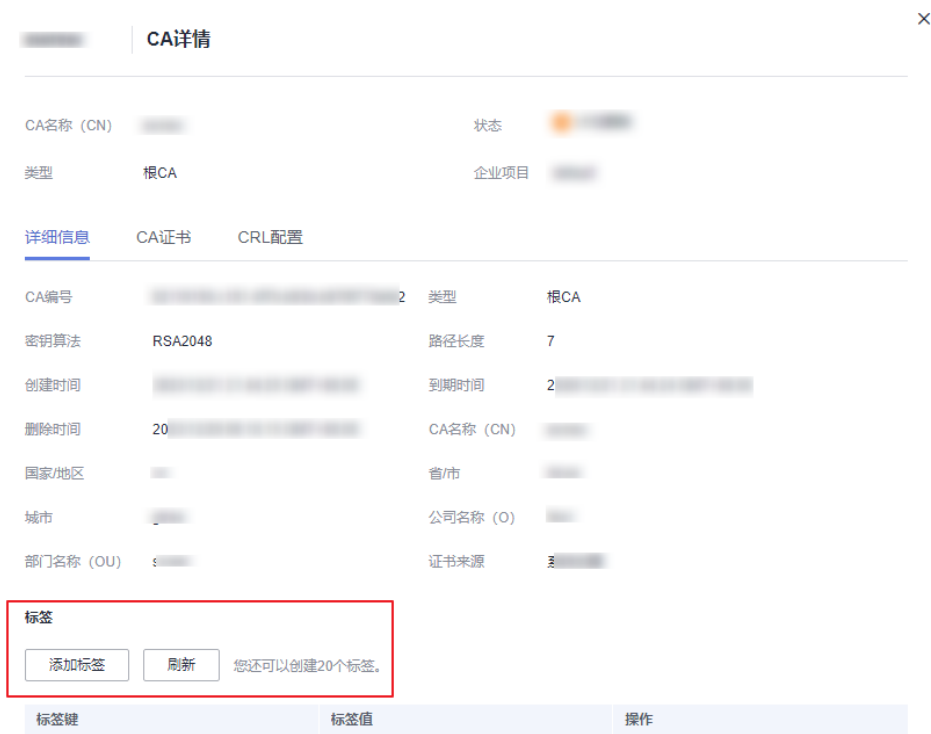 CA详情
CA名称（CN）
状态
类型 根CA
企业项目
详细信息 CA证书 CRL配置
CA编号 2 类型 根CA
密钥算法 RSA2048 路径长度 7
创建时间 到期时间 2
删除时间 20 CA名称（CN）
国家/地区 省/市
城市 公司名称（O）
部门名称（OU） s 证书来源
标签
添加标签 刷新 您还可以创建20个标签。
标签键 标签值 操作